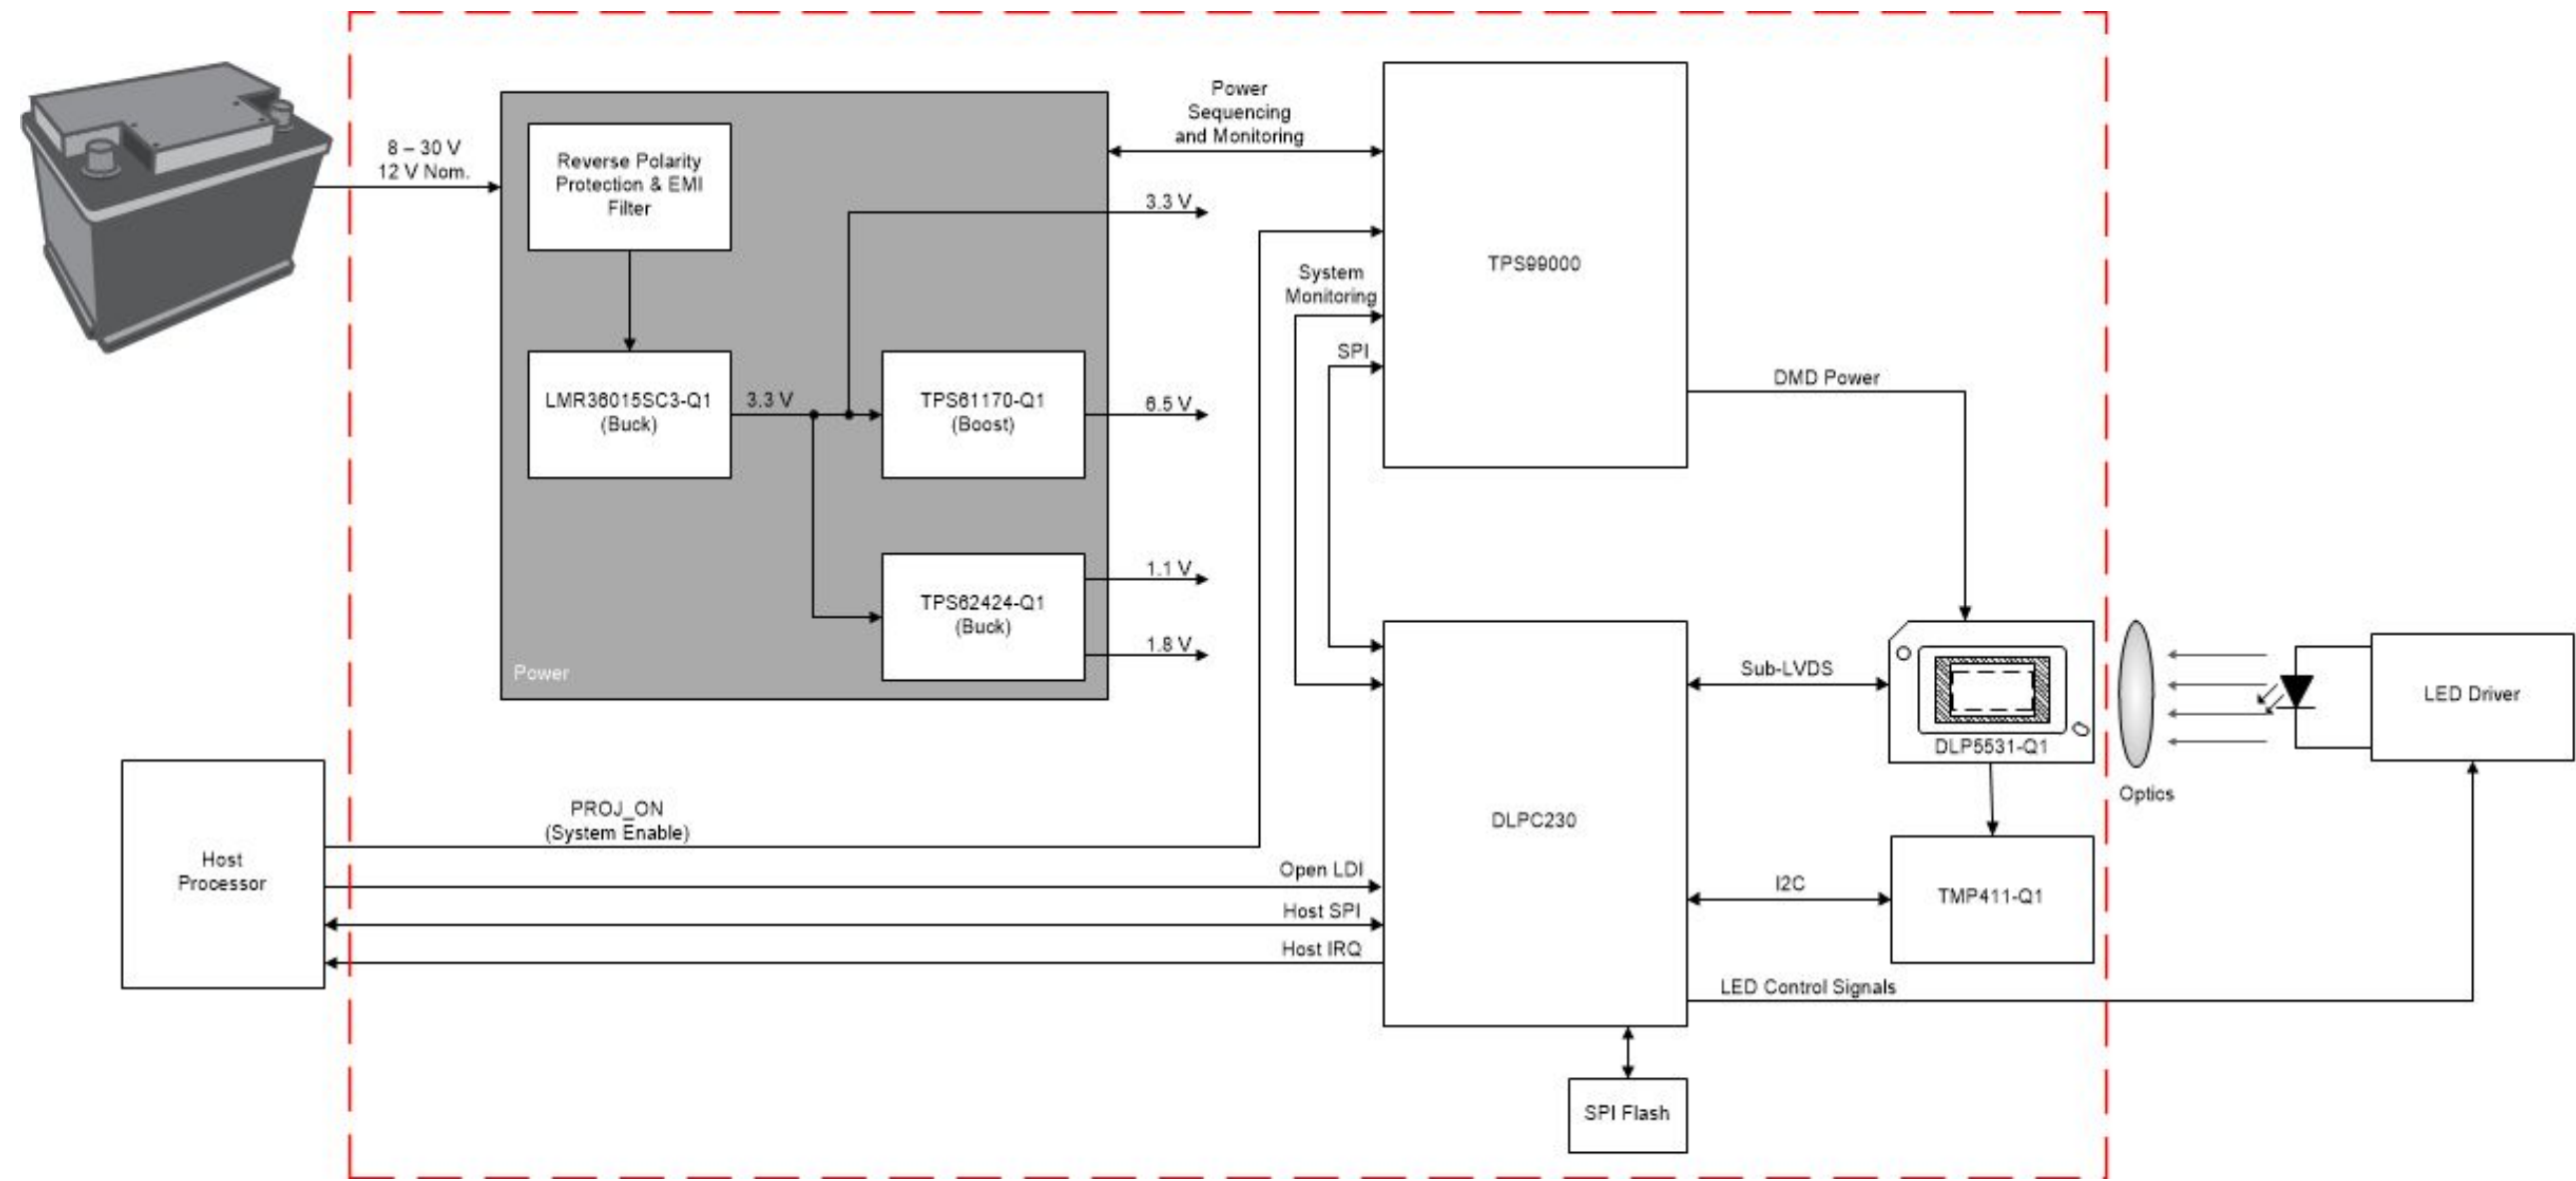 8 – 30 V
12 V Nom.
Reverse Polarity
Protection & EMI
Filter
LMR36015SC3-Q1
(Buck)
3.3 V
TPS61170-Q1
(Boost)
TPS62424-Q1
(Buck)
Power
3.3 V
6.5 V
1.1 V
1.8 V
Power
Sequencing
and Monitoring
System
Monitoring
SPI
TPS99000
DMD Power
DLPC230
Sub-LVDS
DLP5531-Q1
Optics
LED Driver
I2C
TMP411-Q1
LED Control Signals
SPI Flash
Host
Processor
PROJ_ON
(System Enable)
Open LDI
Host SPI
Host IRQ